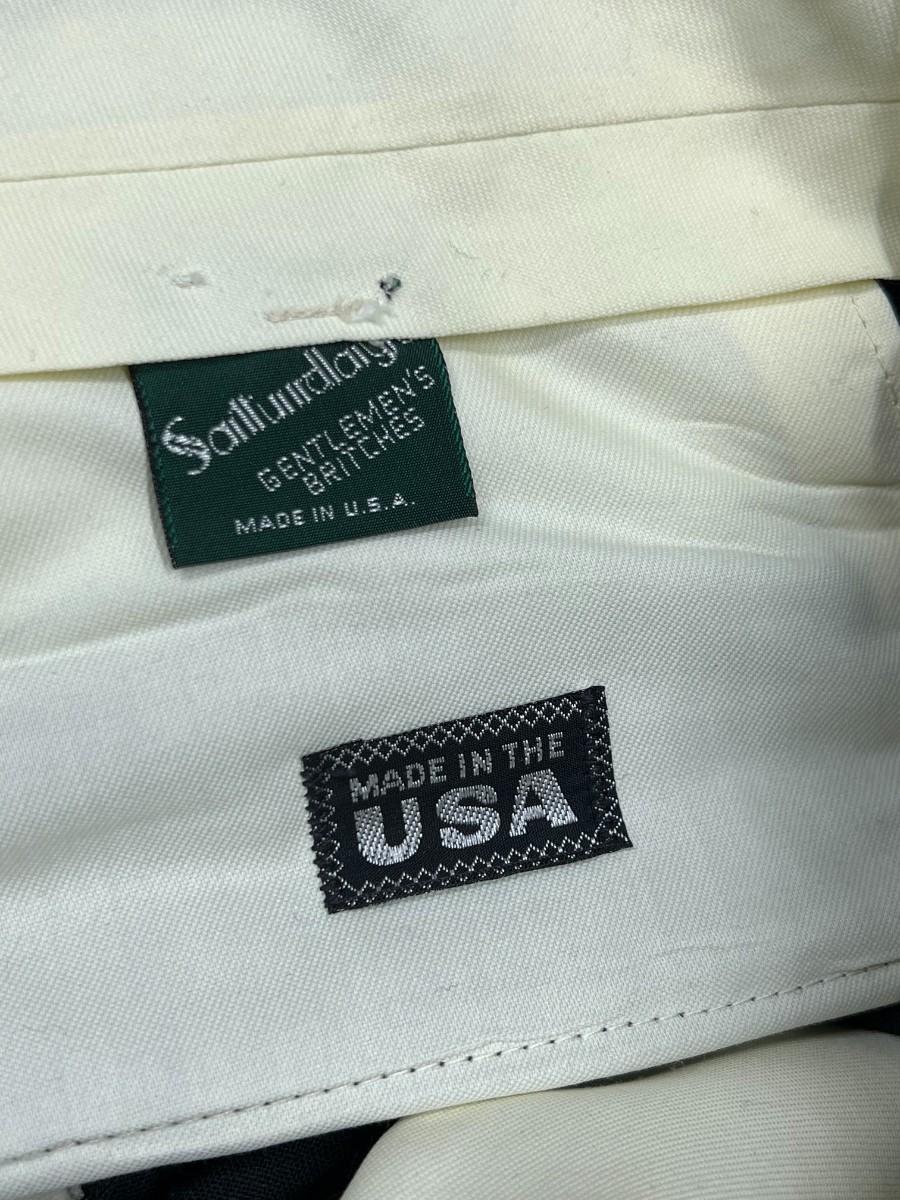 Saturdays
GENTLEMEN'S
BRITCHES
MADE IN U.S.A.
MADE IN THE
USA